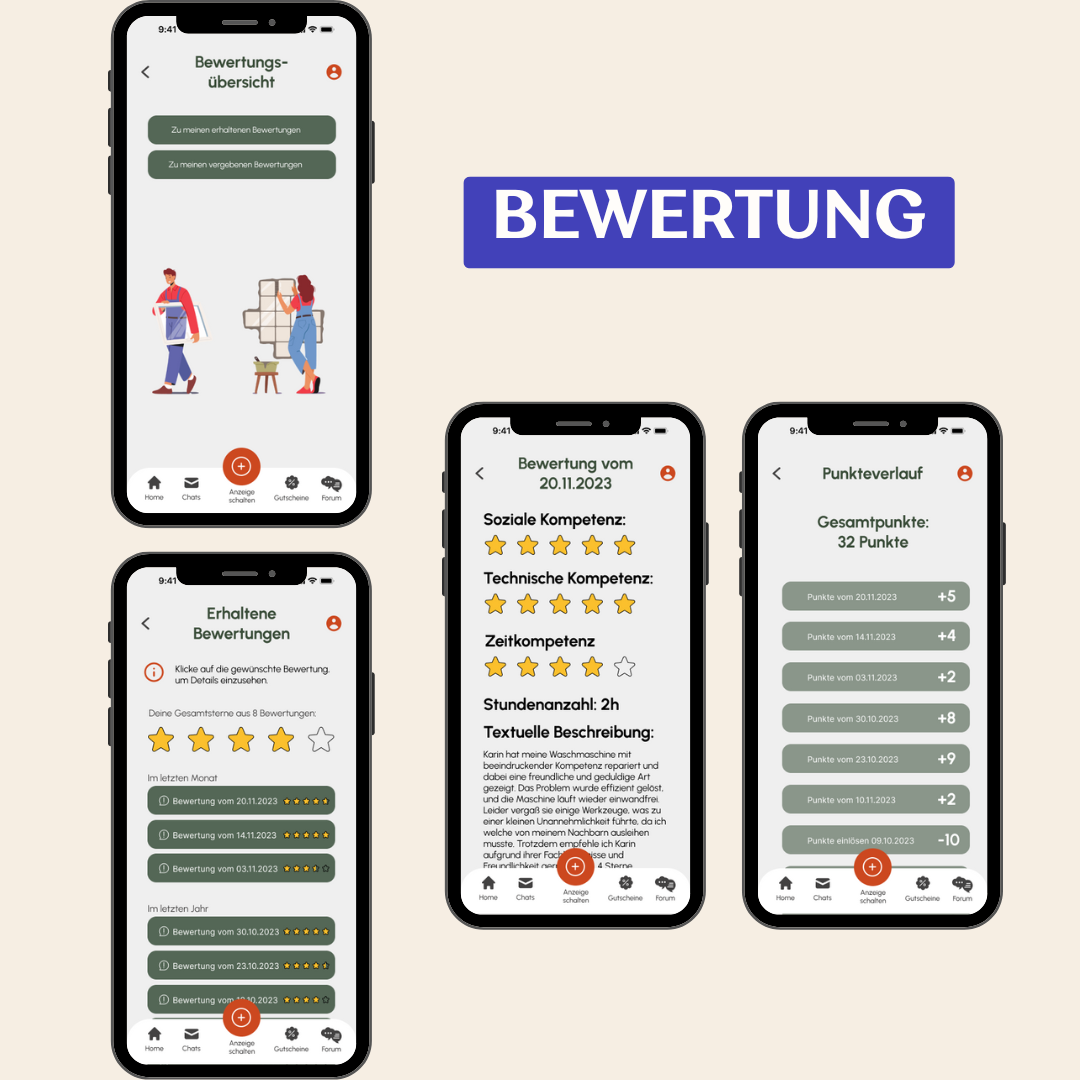 9:41
Bewertungs-
übersicht
Zu meinen erhaltenen Bewertungen
Zu meinen vergebenen Bewertungen
Home
Chats
Anzeige
schalten
Gutscheine
Forum
BEWERTUNG
9:41
Erhaltene
Bewertungen
Klicke auf die gewünschte Bewertung,
um Details einzusehen.
Deine Gesamtsterne aus 8 Bewertungen:
Im letzten Monat
Bewertung vom 20.11.2023
Bewertung vom 14.11.2023
Bewertung vom 03.11.2023
Im letzten Jahr
Bewertung vom 30.10.2023
Bewertung vom 23.10.2023
Bewertung vom 10.2023
Home
Chats
Anzeige
schalten
Gutscheine
Forum
9:41
Bewertung vom
20.11.2023
Soziale Kompetenz:
Technische Kompetenz:
Zeitkompetenz
Stundenanzahl: 2h
Textuelle Beschreibung:
Karin hat meine Waschmaschine mit
beeindruckender Kompetenz repariert und
dabei eine freundliche und geduldige Art
gezeigt. Das Problem wurde effizient gelöst,
und die Maschine läuft wieder einwandfrei.
Leider vergaß sie einige Werkzeuge, was zu
einer kleinen Unannehmlichkeit führte, da ich
welche von meinem Nachbarn ausleihen
musste. Trotzdem empfehle ich Karin
aufgrund ihrer und
Freundlichkeit 4 Sterne
Home
Chats
Anzeige
schalten
Gutscheine
Forum
9:41
Punkteverlauf
Gesamtpunkte:
32 Punkte
Punkte vom 20.11.2023 +5
Punkte vom 14.11.2023 +4
Punkte vom 03.11.2023 +2
Punkte vom 30.10.2023 +8
Punkte vom 23.10.2023 +9
Punkte vom 10.11.2023 +2
Punkte einlösen 09.10.2023 -10
Home
Chats
Anzeige
schalten
Gutscheine
Forum